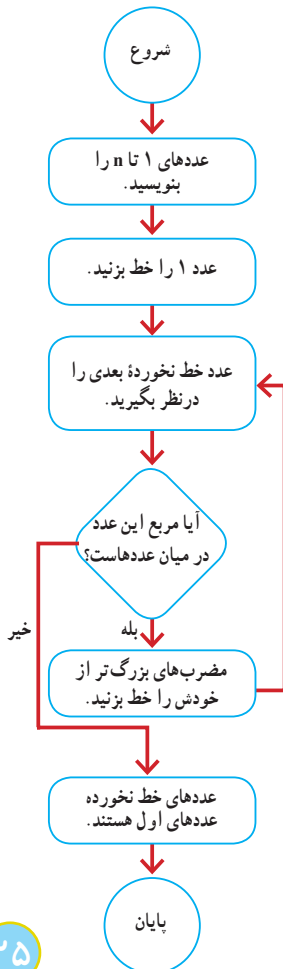 شروع
عددهای ۱ تا n را
بنویسید.
عدد ۱ را خط بزنید.
عدد خط نخوردهٔ بعدی را
درنظر بگیرید.
آیا مربع این عدد
در میان عددهاست؟
خیر
بله
مضرب‌های بزرگ‌تر از
خودش را خط بزنید.
عددهای خط نخورده
عددهای اول هستند.
پایان